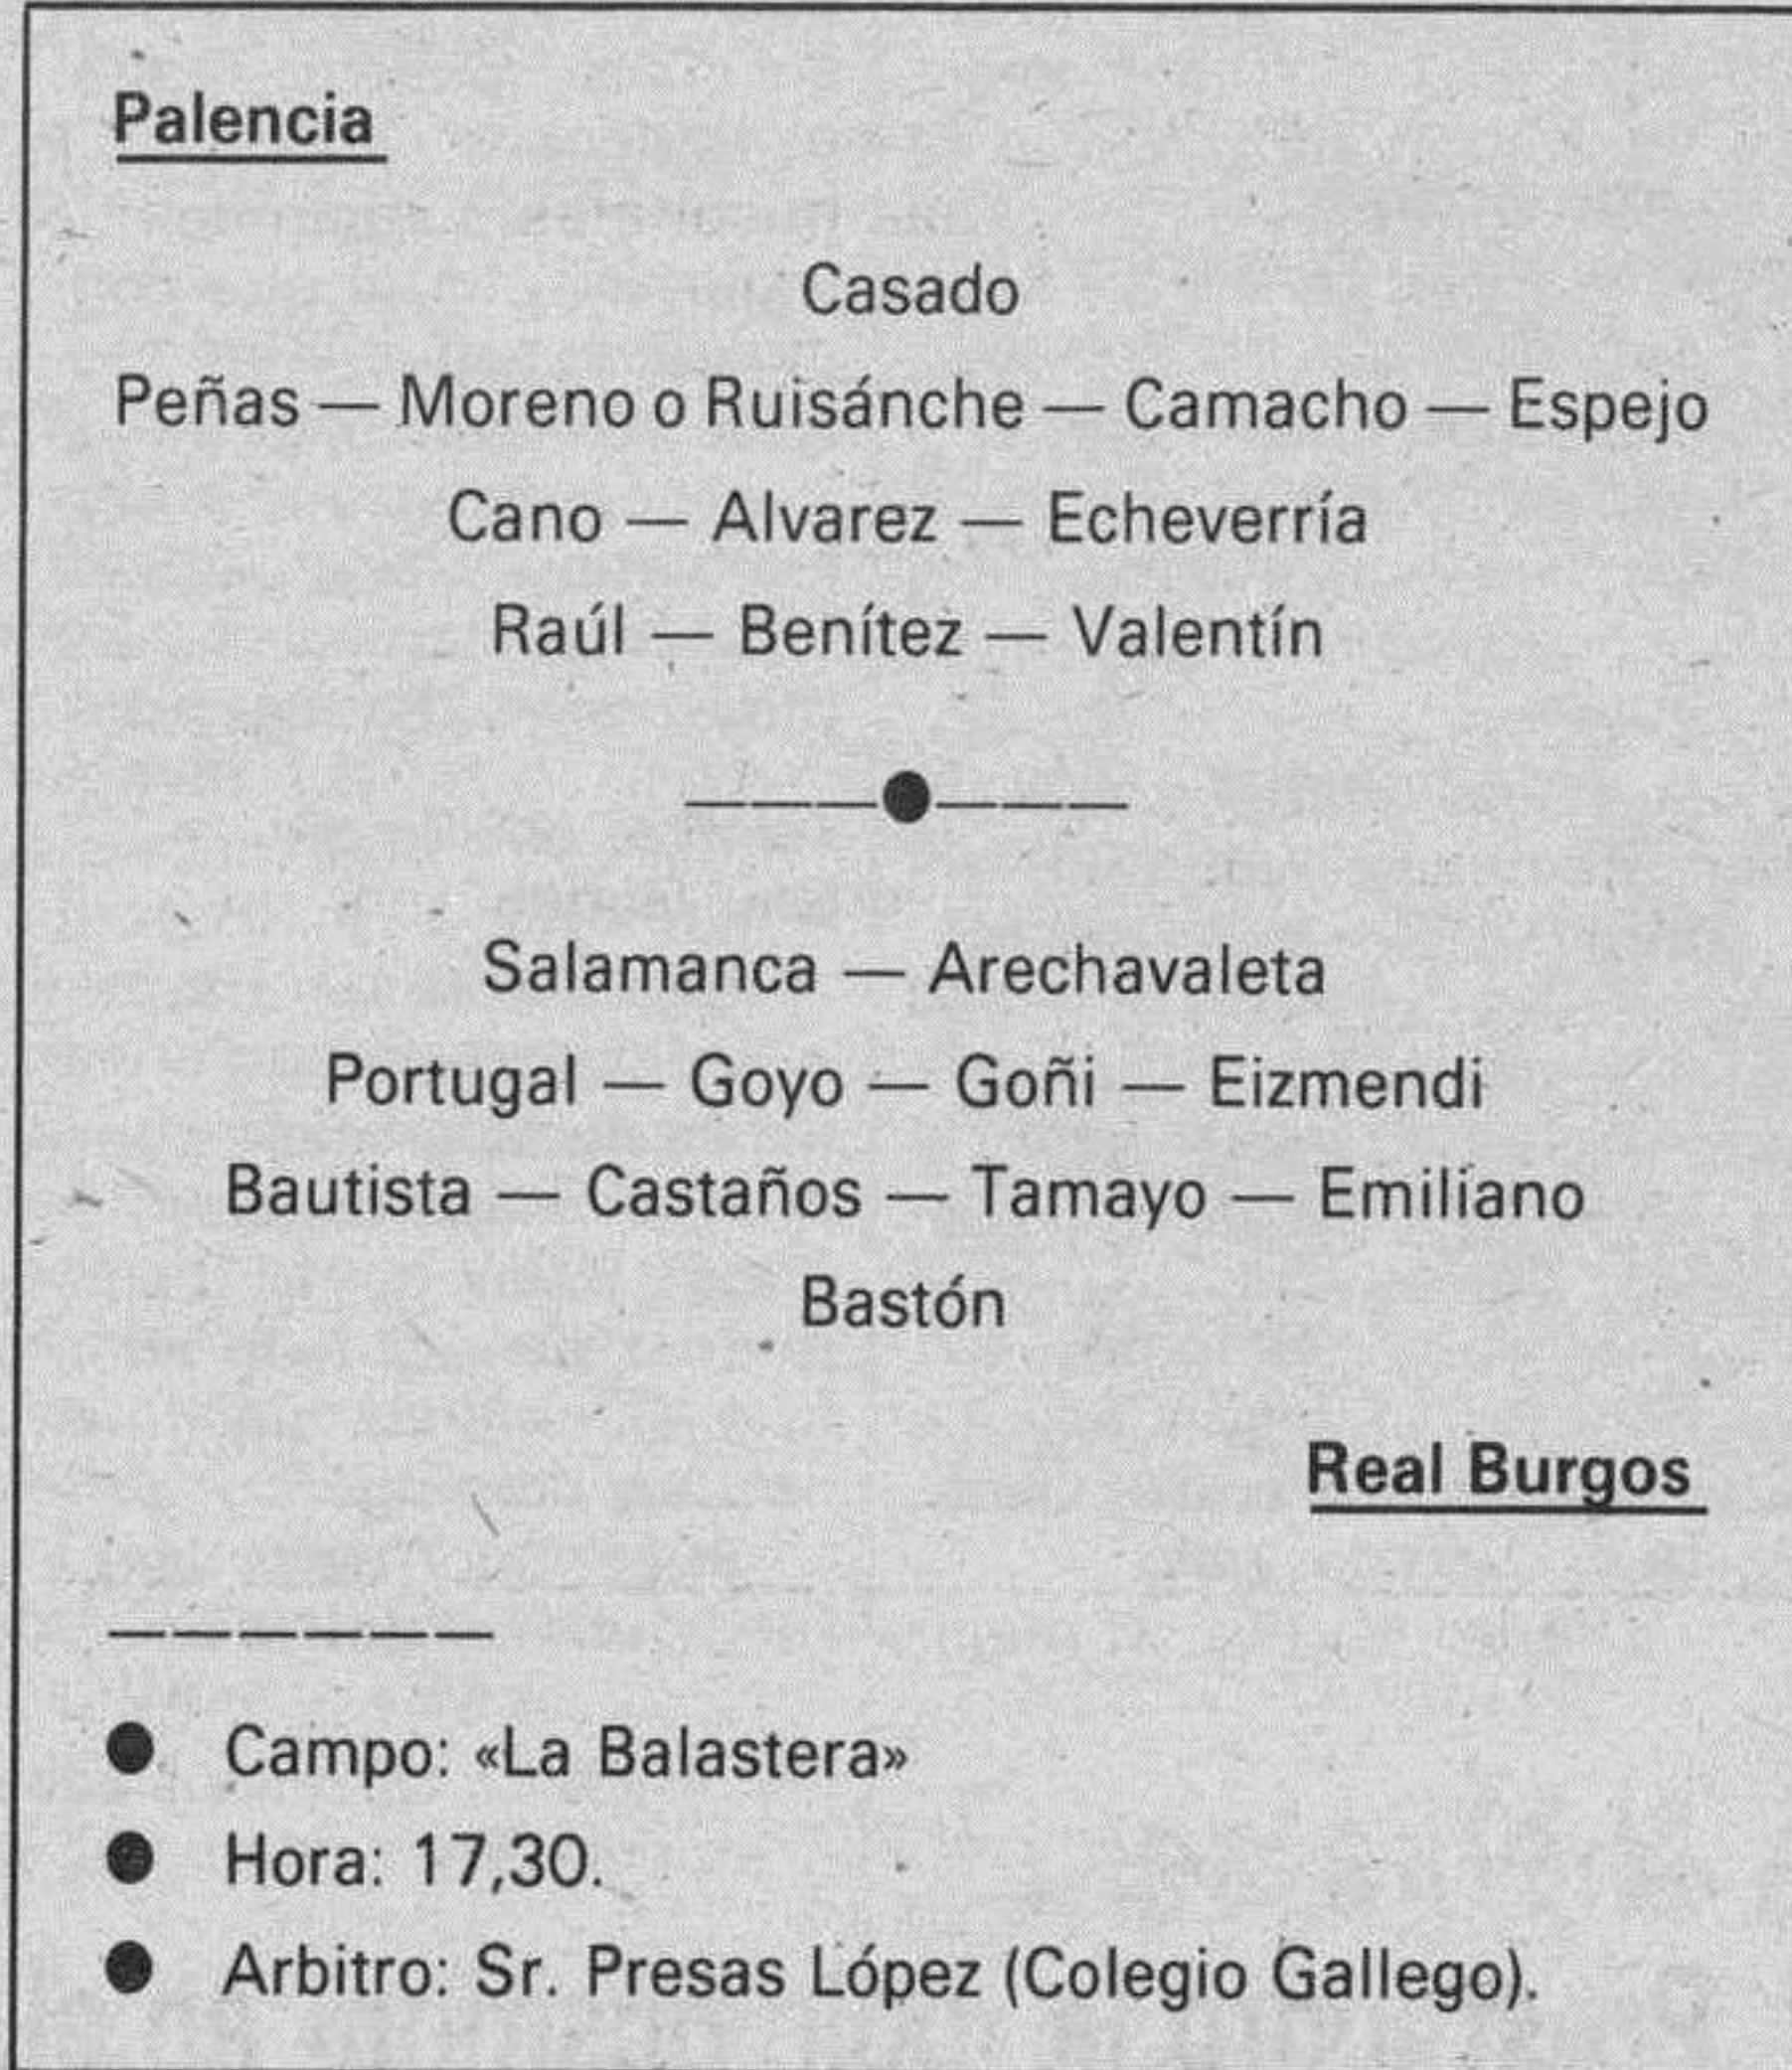 Palencia
Casado
Peñas — Moreno o Ruisánche — Camacho — Espejo
Cano — Alvarez — Echeverría
Raúl — Benítez — Valentín
———●———
Salamanca — Arechavaleta
Portugal — Goyo — Goñi — Eizmendi
Bautista — Castaños — Tamayo — Emiliano
Bastón
Real Burgos
——————
● Campo: «La Balastera»
● Hora: 17,30.
● Arbitro: Sr. Presas López (Colegio Gallego).